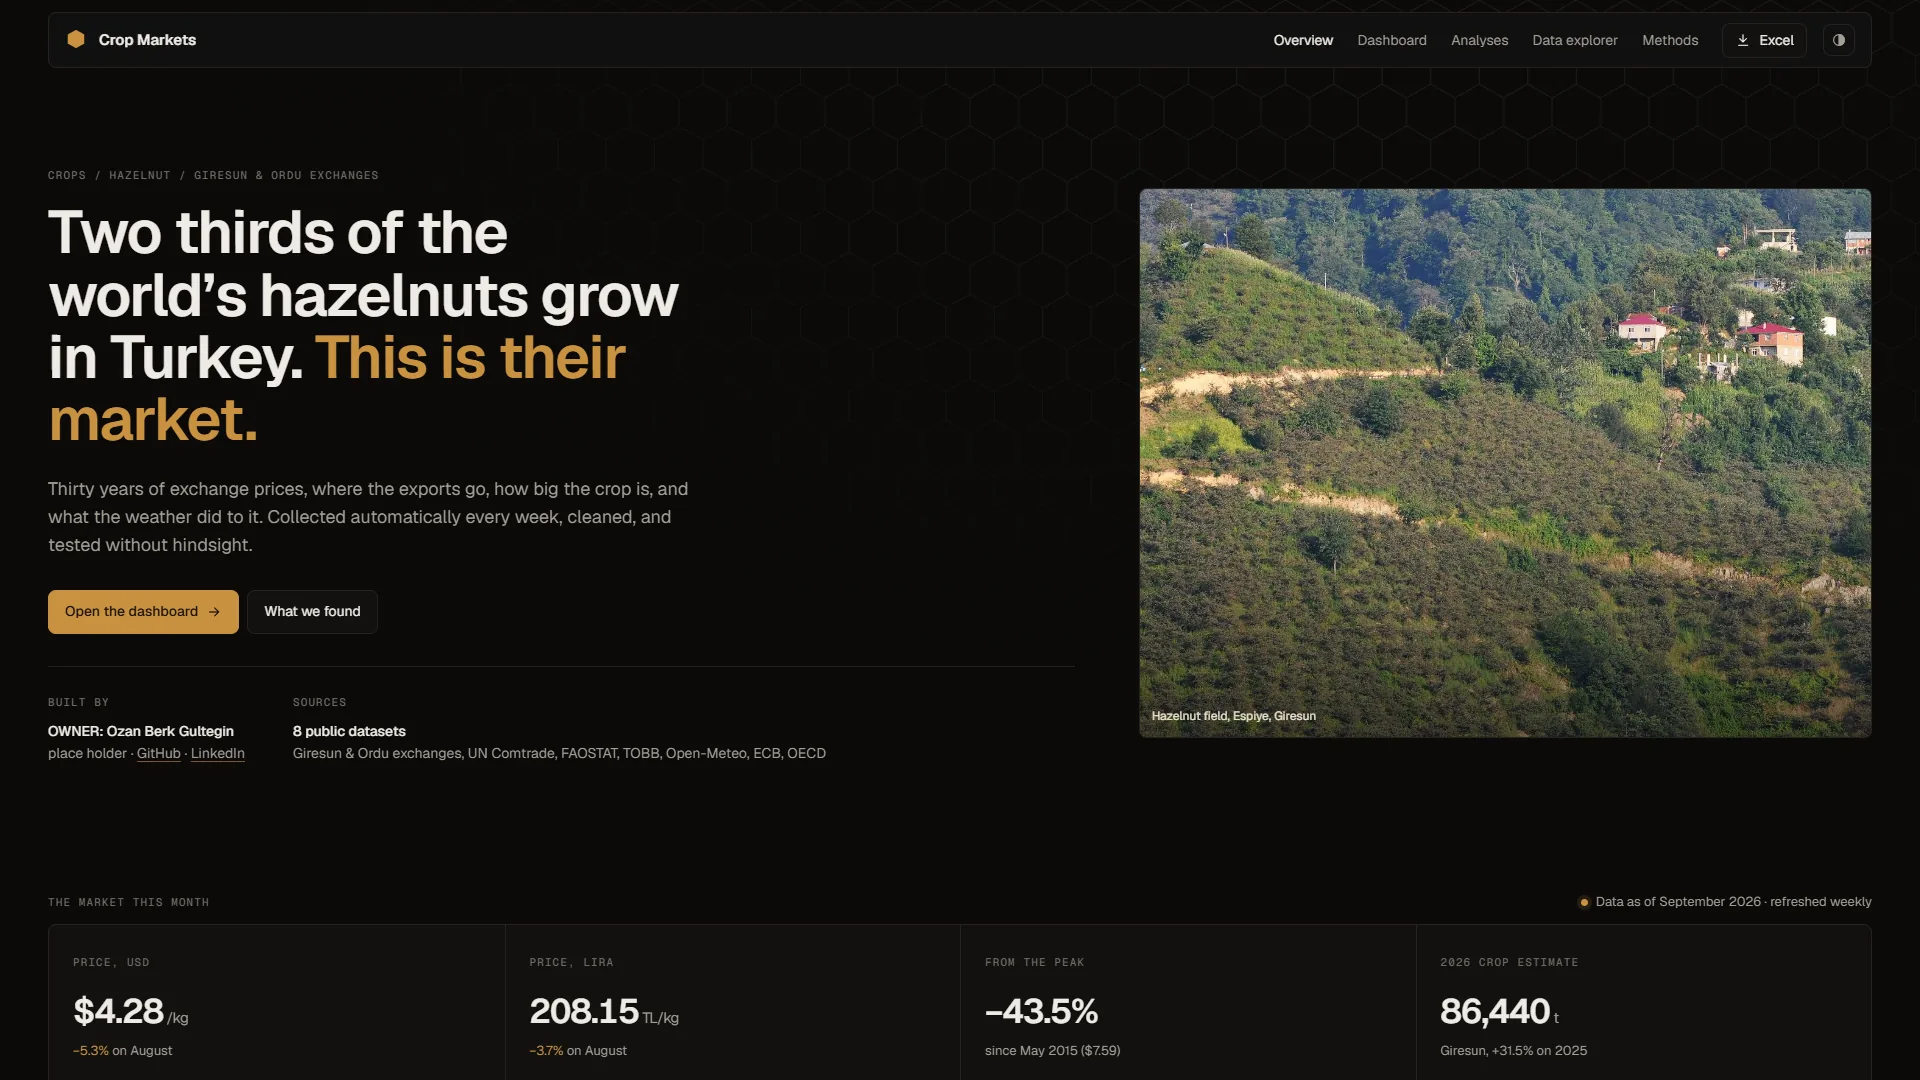 Crop Markets
Overview
Dashboard
Analyses
Data explorer
Methods
Excel
CROPS / HAZELNUT / GIRESUN & ORDU EXCHANGES
Two thirds of the
world’s hazelnuts grow
in Turkey. This is their
market.
Thirty years of exchange prices, where the exports go, how big the crop is, and
what the weather did to it. Collected automatically every week, cleaned, and
tested without hindsight.
Open the dashboard →
What we found
Hazelnut field, Espiye, Giresun
BUILT BY
OWNER: Ozan Berk Gultegin
place holder · GitHub · LinkedIn
SOURCES
8 public datasets
Giresun & Ordu exchanges, UN Comtrade, FAOSTAT, TOBB, Open-Meteo, ECB, OECD
THE MARKET THIS MONTH
Data as of September 2026 · refreshed weekly
PRICE, USD
$4.28 /kg
−5.3% on August
PRICE, LIRA
208.15 TL/kg
−3.7% on August
FROM THE PEAK
−43.5%
since May 2015 ($7.59)
2026 CROP ESTIMATE
86,440 t
Giresun, +31.5% on 2025